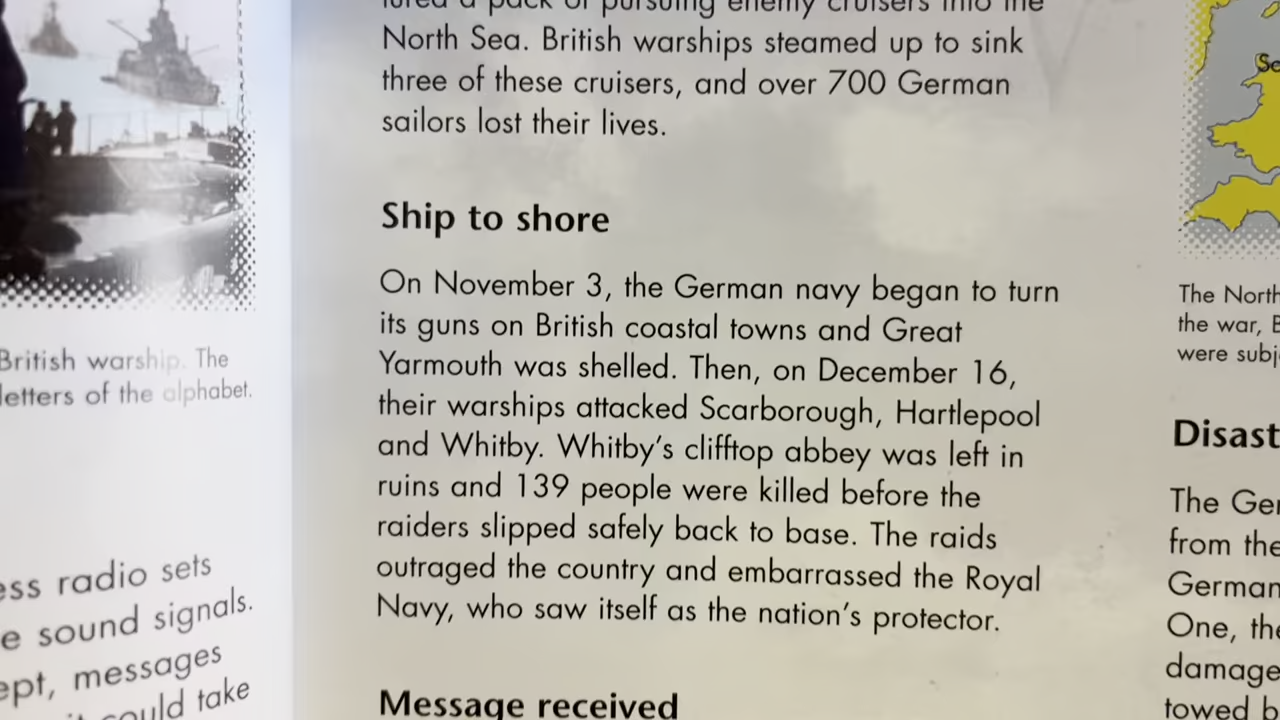 British warship. The
letters of the alphabet.
radio sets
sound signals.
messages
could take
North Sea. British warships steamed up to sink
three of these cruisers, and over 700 German
sailors lost their lives.
Ship to shore
On November 3, the German navy began to turn
its guns on British coastal towns and Great
Yarmouth was shelled. Then, on December 16,
their warships attacked Scarborough, Hartlepool
and Whitby. Whitby's clifftop abbey was left in
ruins and 139 people were killed before the
raiders slipped safely back to base. The raids
outraged the country and embarrassed the Royal
Navy, who saw itself as the nation's protector.
Message received
The North
the war,
were
Disast
The Ger
from the
German
One, the
damage
towed